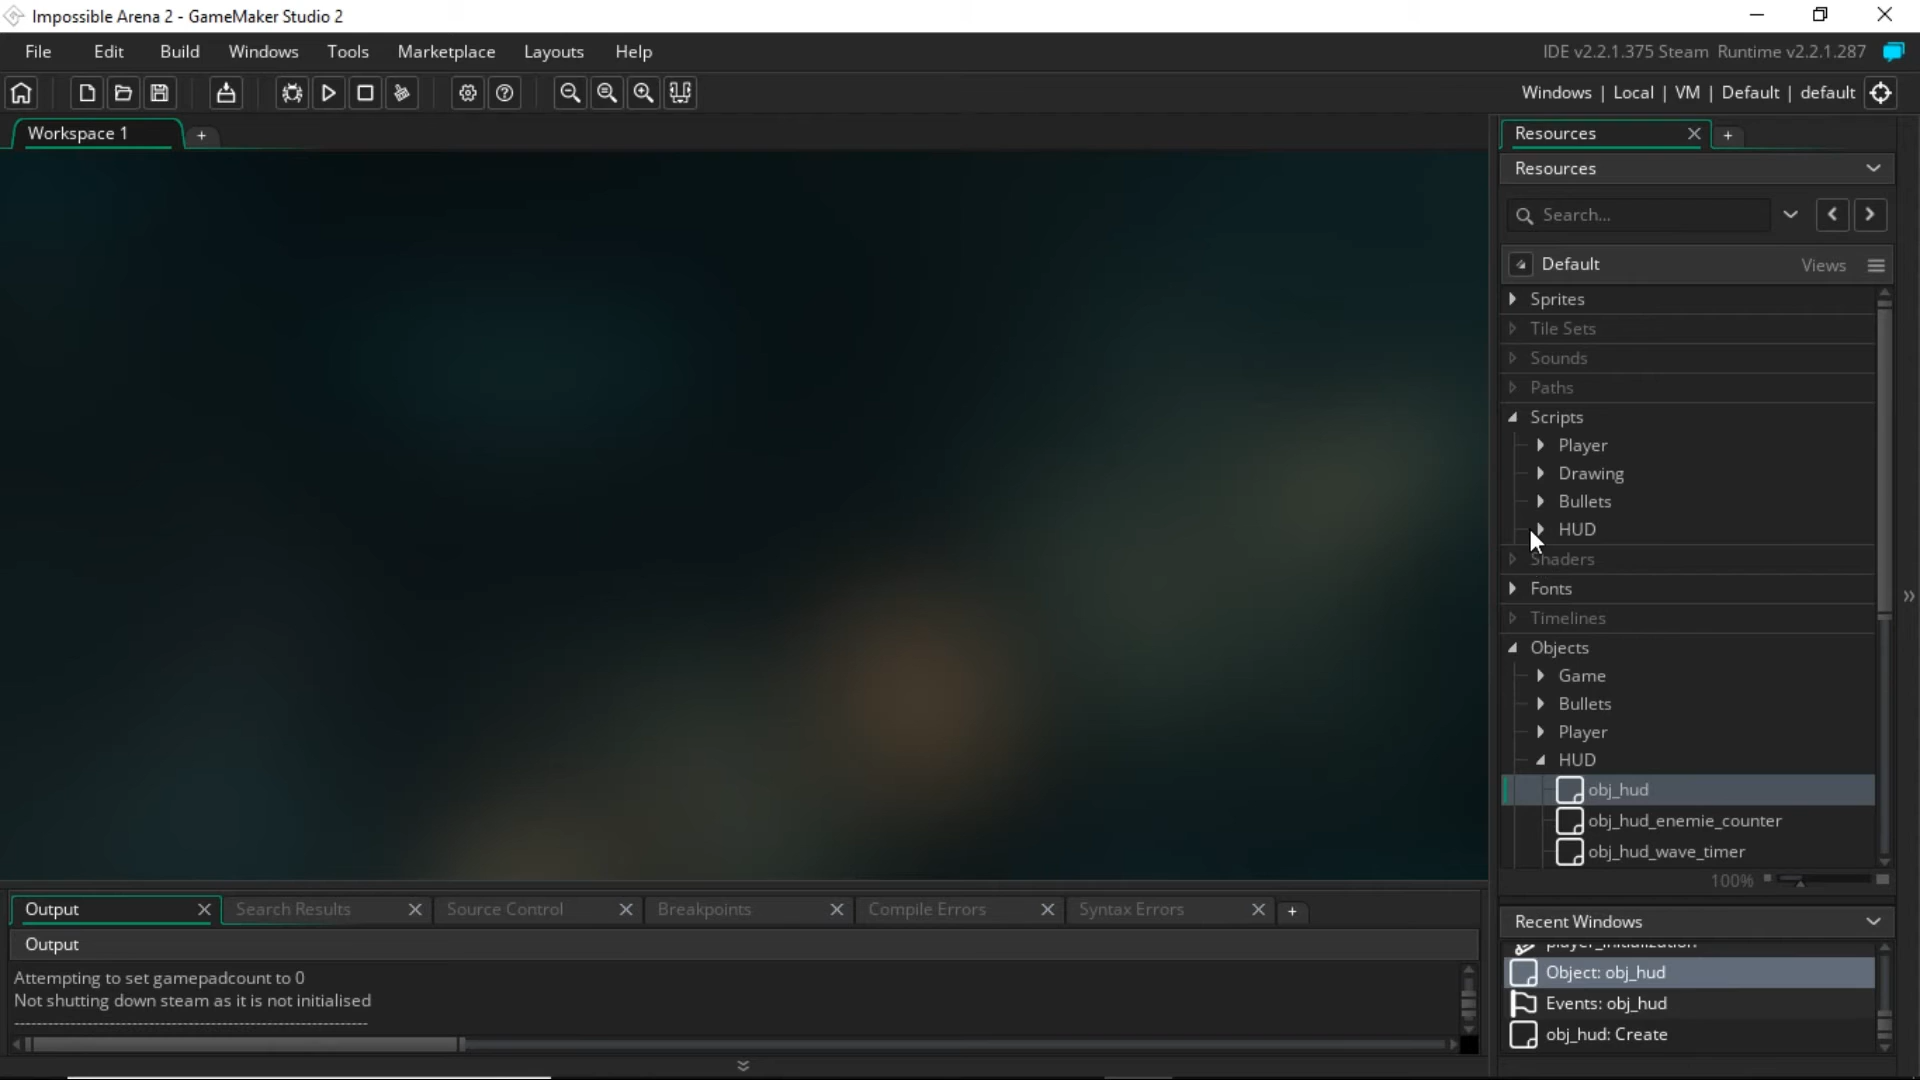 Impossible Arena 2 - GameMaker Studio 2
File Edit Build Windows Tools Marketplace Layouts Help
IDE v2.2.1.375 Steam Runtime v2.2.1.287
Windows | Local | VM | Default | default
Workspace 1
+
Resources
+
Resources
Search...
Default
Views
Sprites
Tile Sets
Sounds
Paths
Scripts
Player
Drawing
Bullets
HUD
Shaders
Fonts
Timelines
Objects
Game
Bullets
Player
HUD
obj_hud
obj_hud_enemie_counter
obj_hud_wave_timer
100%
Output Search Results Source Control Breakpoints Compile Errors Syntax Errors +
Output
Attempting to set gamepadcount to 0
Not shutting down steam as it is not initialised
Recent Windows
player_initialization
Object: obj_hud
Events: obj_hud
obj_hud: Create